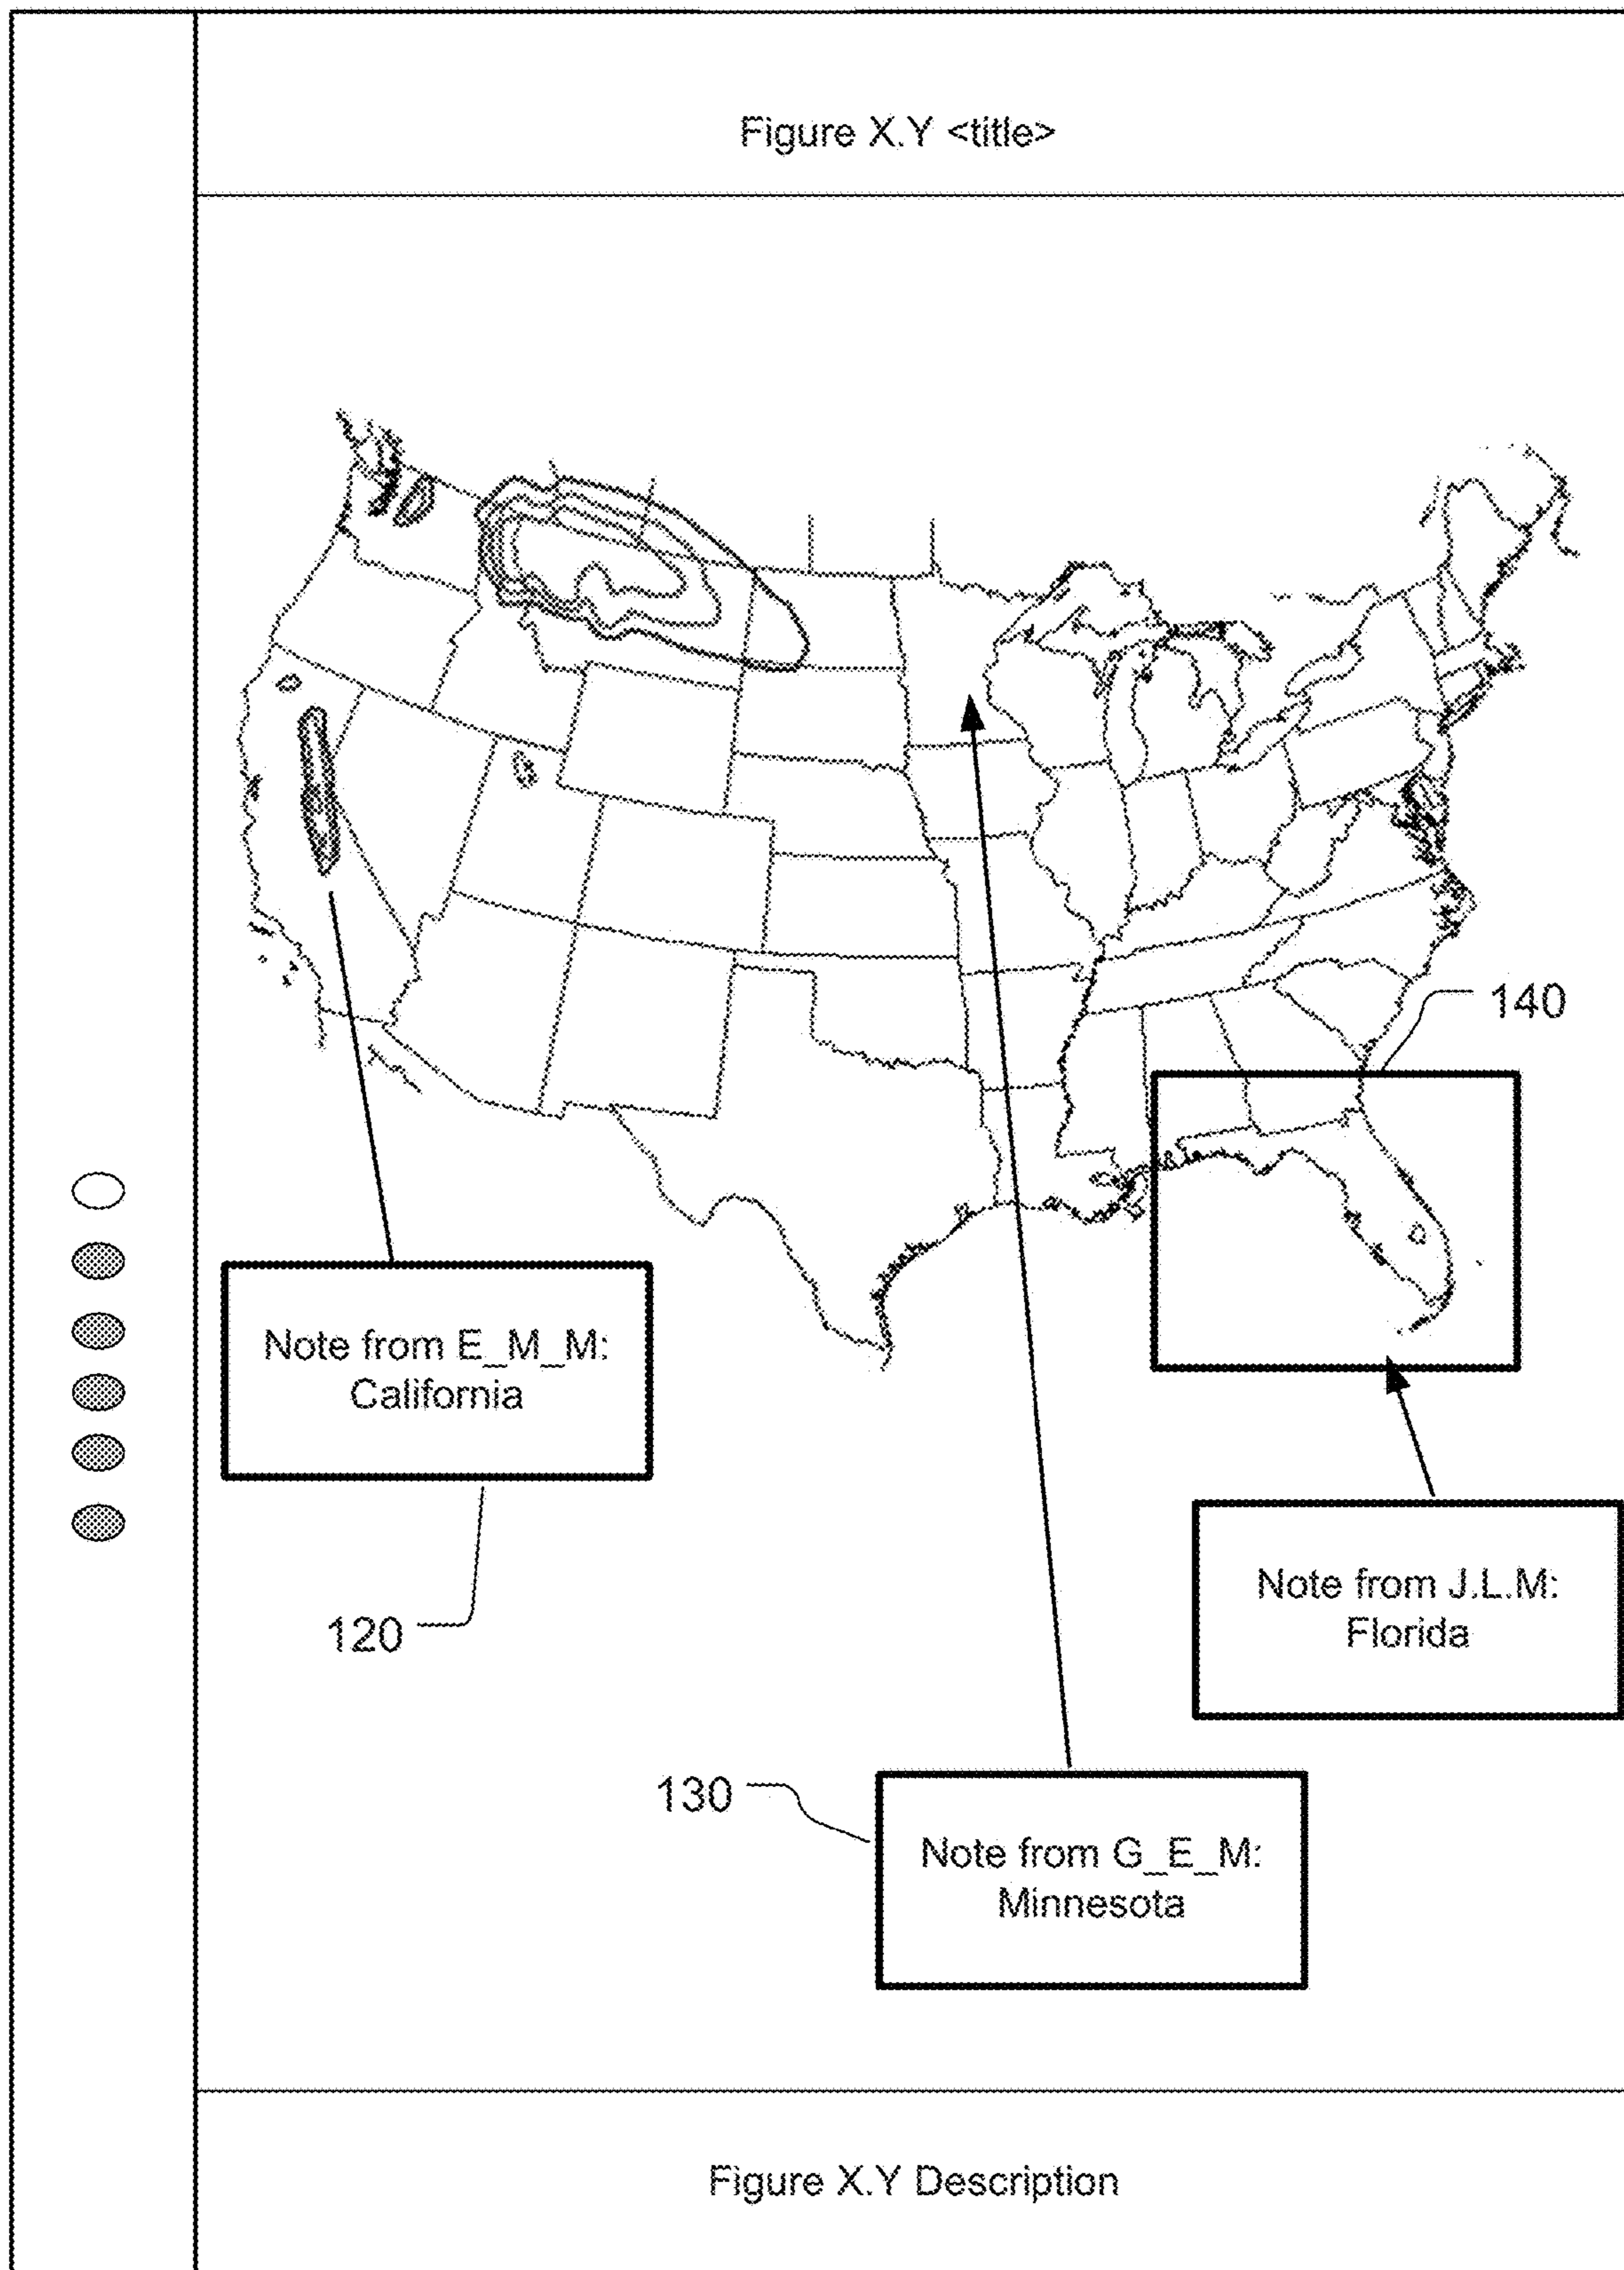 Figure X.Y <title>
140
Note from E_M_M:
California
120
Note from J.L.M:
Florida
130
Note from G_E_M:
Minnesota
Figure X.Y Description